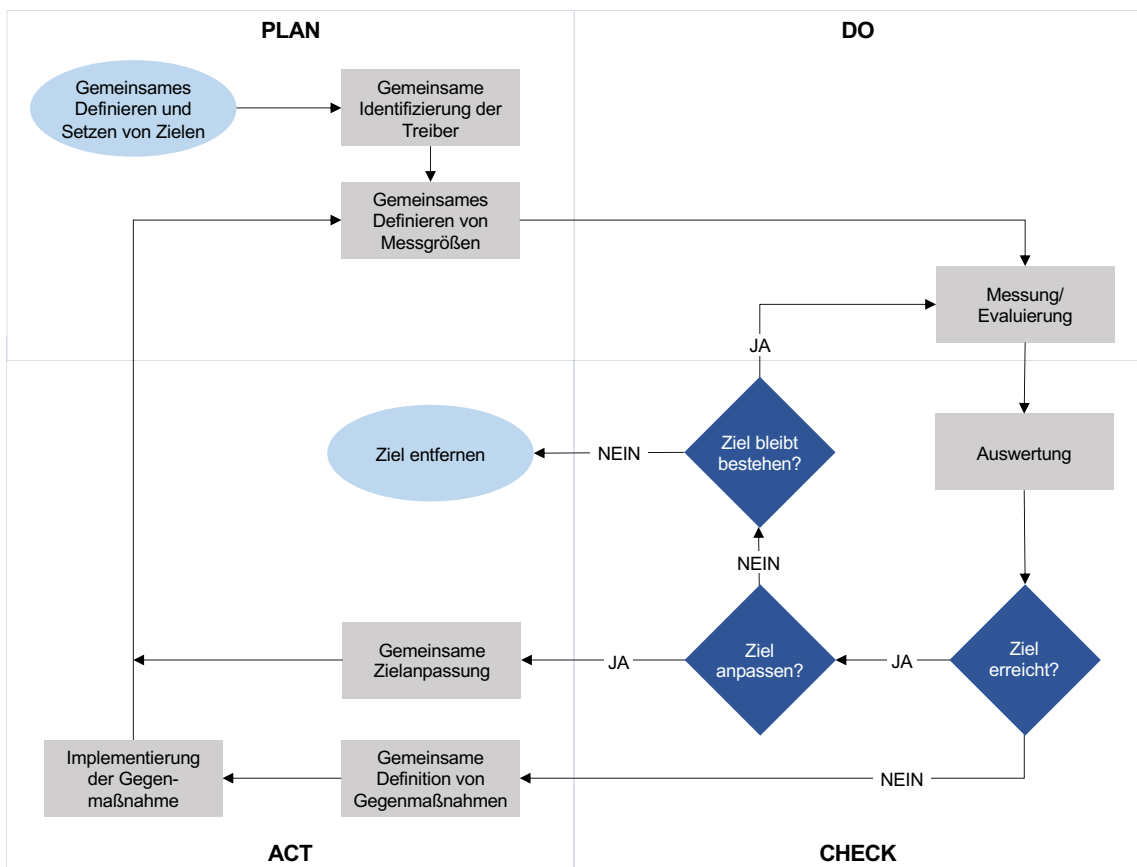 PLAN
DO
Gemeinsames
Definieren und
Setzen von Zielen
Gemeinsame
Identifizierung der
Treiber
Gemeinsames
Definieren von
Messgrößen
Messung/
Evaluierung
JA
Ziel bleibt
bestehen?
NEIN
Ziel entfernen
Auswertung
NEIN
Gemeinsame
Zielanpassung
JA
Ziel
anpassen?
JA
Ziel
erreicht?
Implementierung
der Gegen-
maßnahme
Gemeinsame
Definition von
Gegenmaßnahmen
NEIN
ACT
CHECK